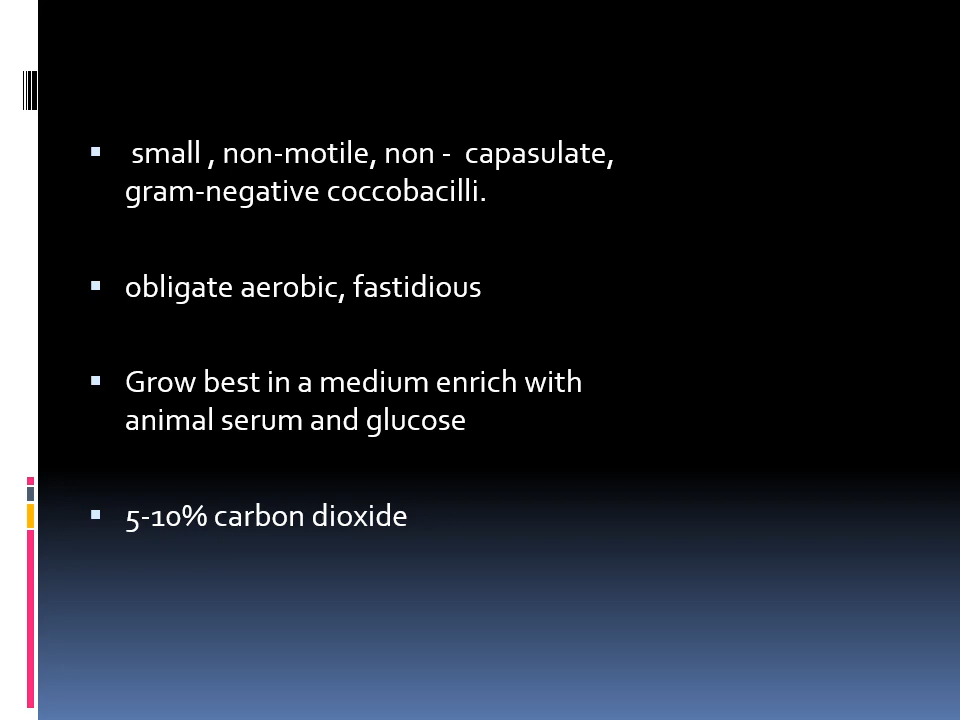 small , non-motile, non -  capasulate,
gram-negative coccobacilli.
obligate aerobic, fastidious
Grow best in a medium enrich with
animal serum and glucose
5-10% carbon dioxide